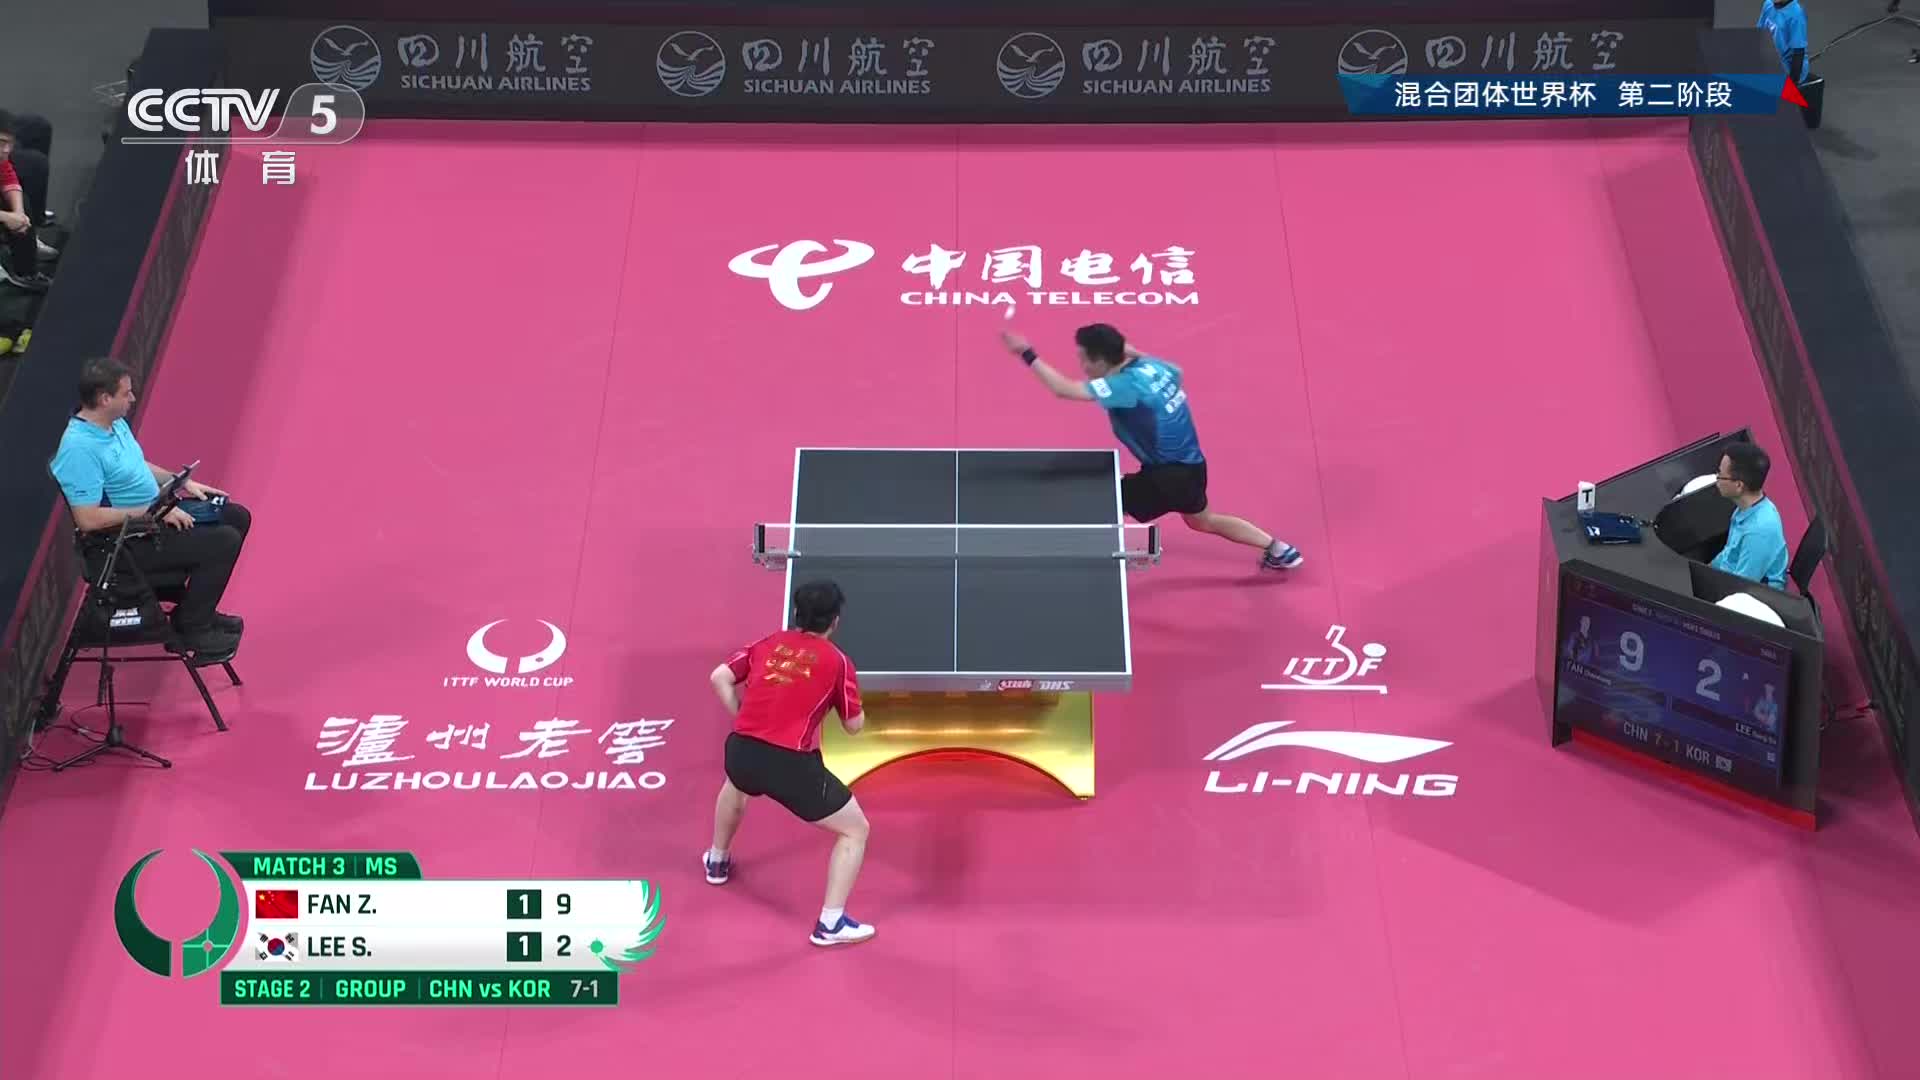 四川航空 四川航空 四川航空 四川航空
SICHUAN AIRLINES SICHUAN AIRLINES SICHUAN AIRLINES
CCTV 5
体育
混合团体世界杯 第二阶段
中国电信
CHINA TELECOM
T
ITTF WORLD CUP
ITTF
泸州老窖
LUZHOULAOJIAO
LI-NING
DHS
9 2
FAN
LEE
CHN 7-1 KOR
MATCH 3 | MS
FAN Z. 1 9
LEE S. 1 2
STAGE 2 | GROUP | CHN vs KOR 7-1